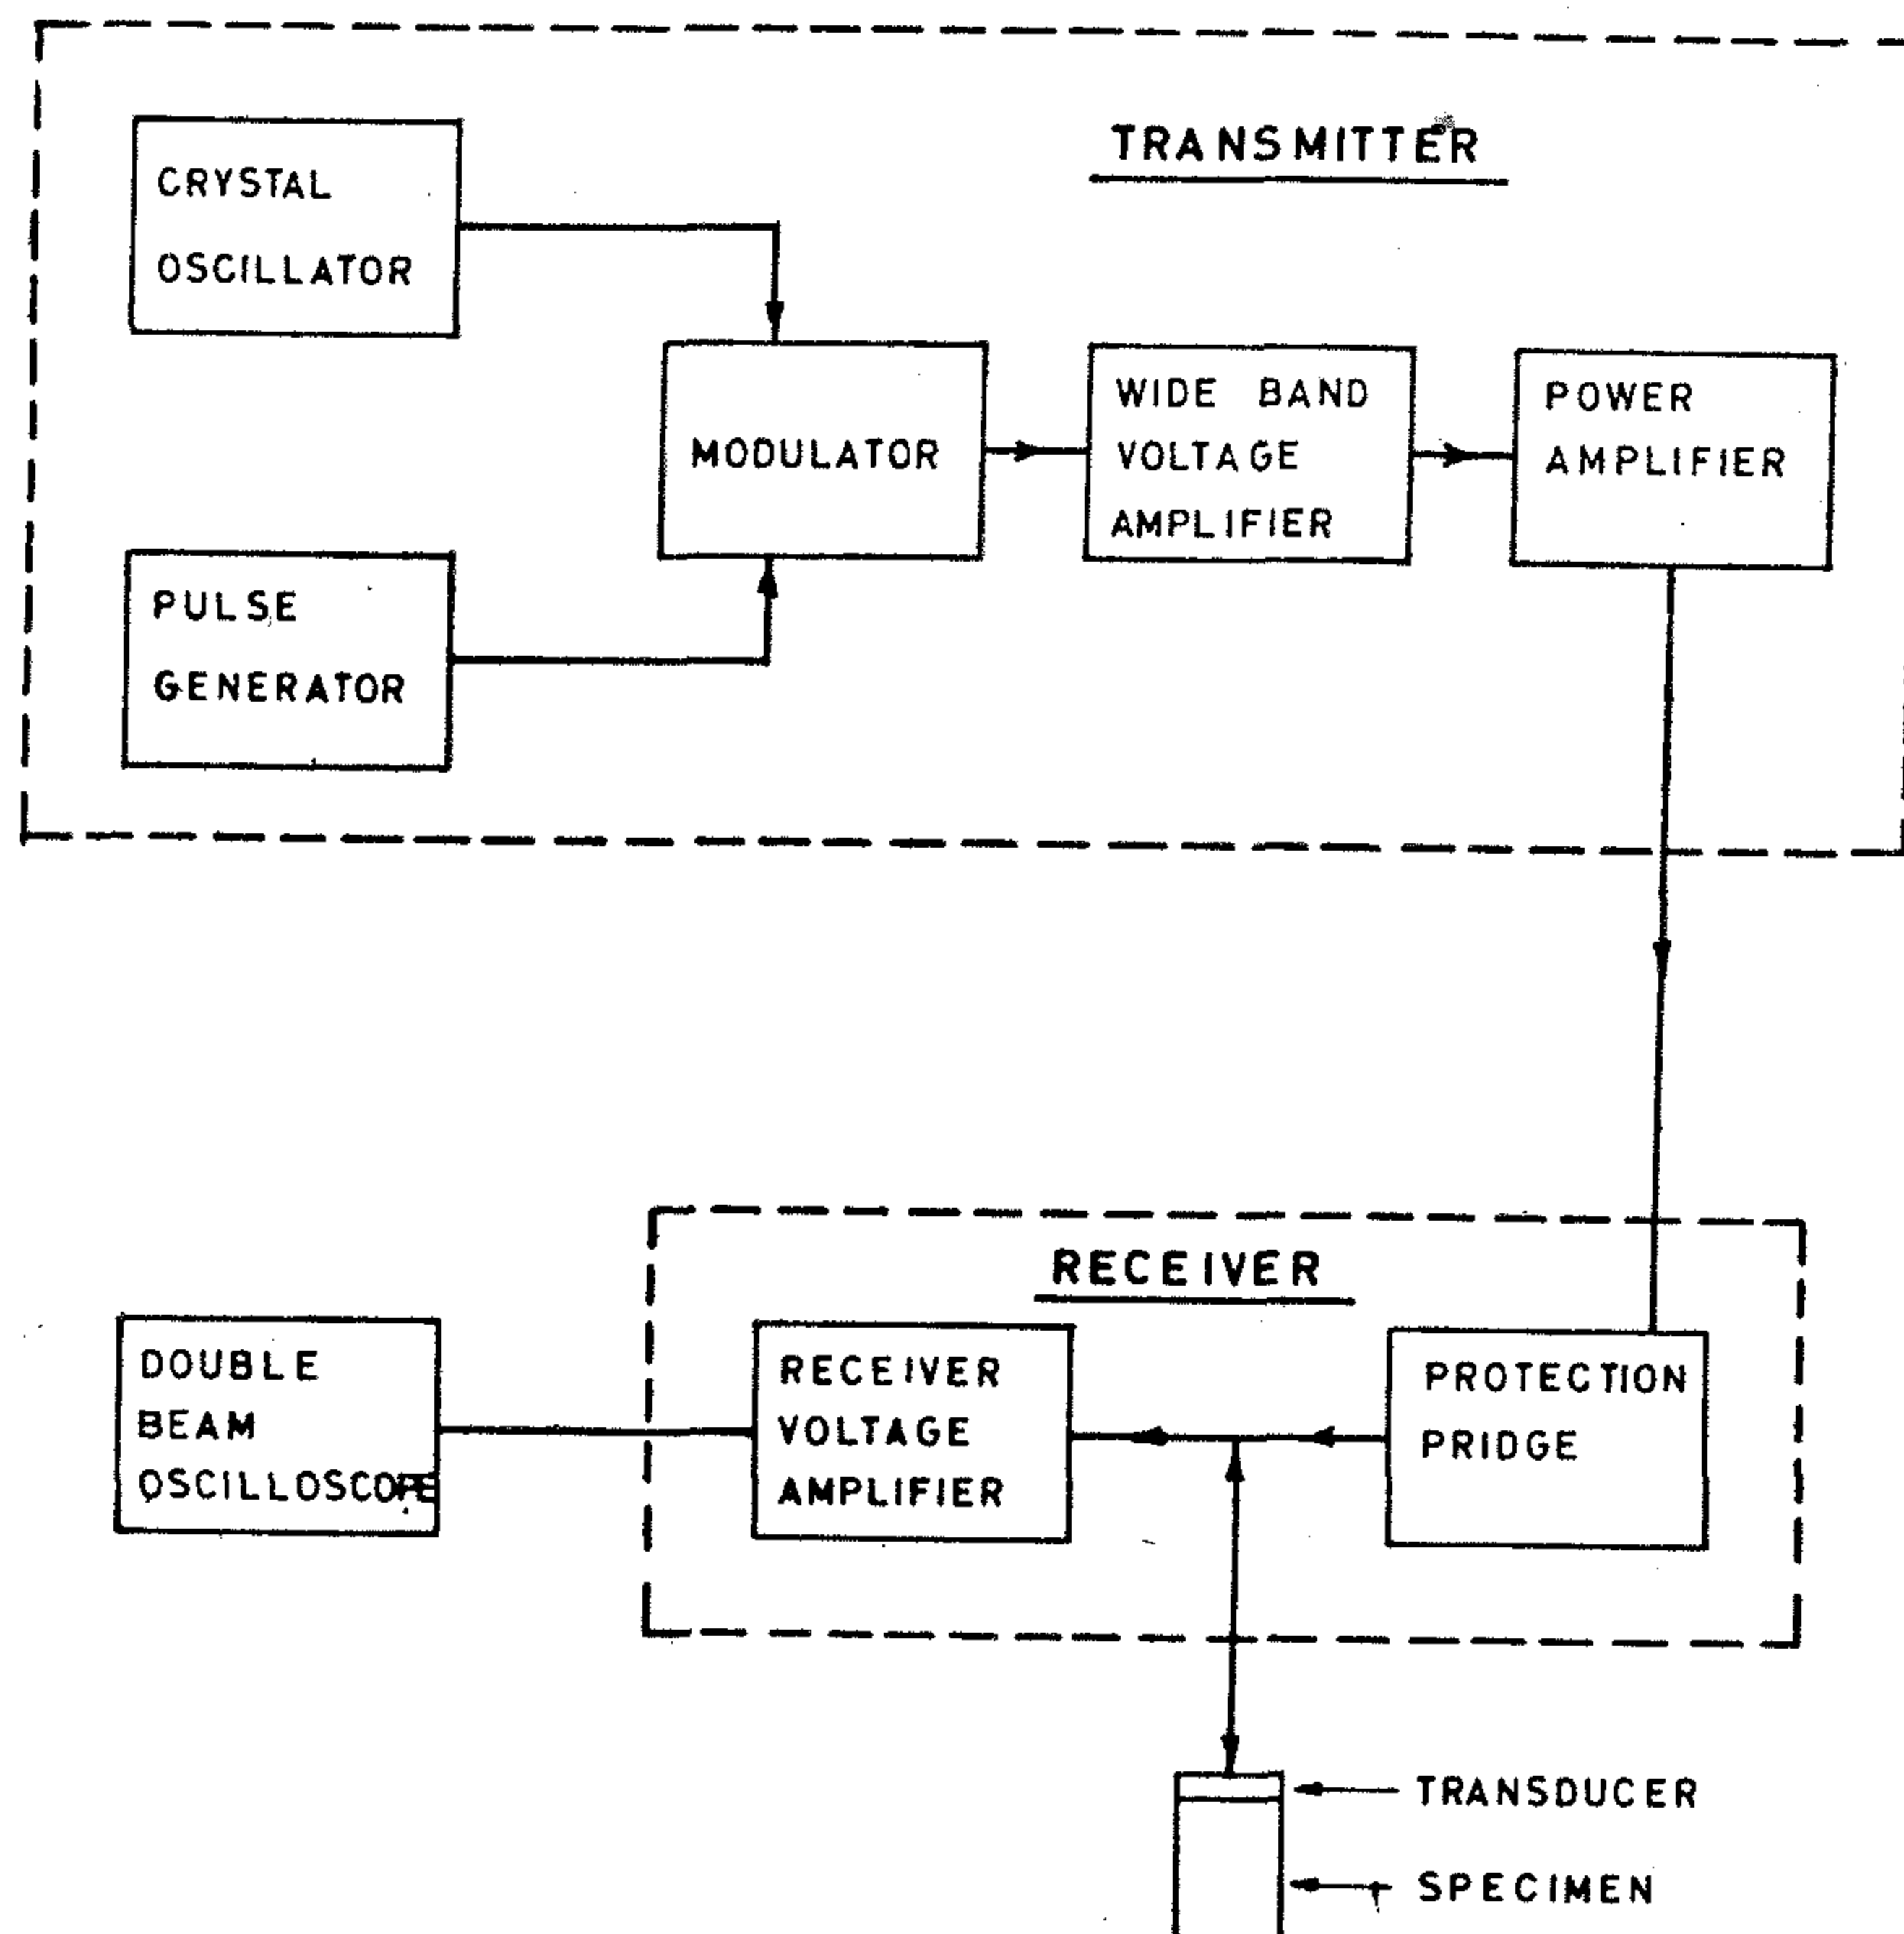 TRANSMITTER
CRYSTAL
OSCILLATOR
MODULATOR
WIDE BAND
VOLTAGE
AMPLIFIER
POWER
AMPLIFIER
PULSE
GENERATOR
RECEIVER
DOUBLE
BEAM
OSCILLOSCOPE
RECEIVER
VOLTAGE
AMPLIFIER
PROTECTION
PRIDGE
TRANSDUCER
SPECIMEN